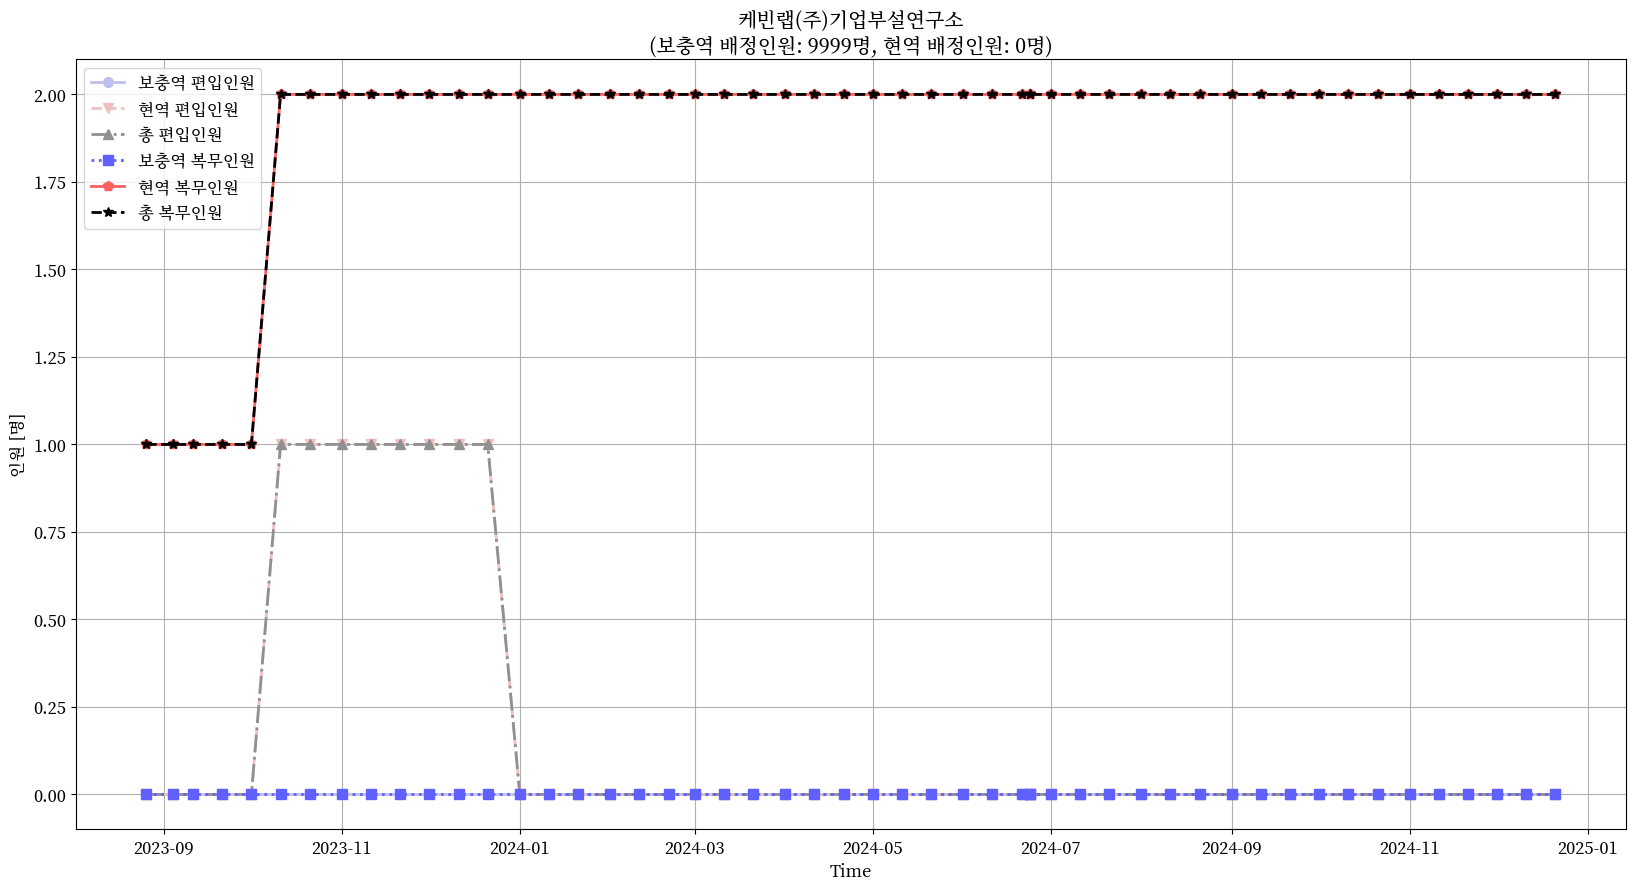 케빈랩(주)기업부설연구소
(보충역 배정인원: 9999명, 현역 배정인원: 0명)
보충역 편입인원
현역 편입인원
총 편입인원
보충역 복무인원
현역 복무인원
총 복무인원
2.00
1.75
1.50
1.25
1.00
0.75
0.50
0.25
0.00
인원 [명]
2023-09
2023-11
2024-01
2024-03
2024-05
2024-07
2024-09
2024-11
2025-01
Time